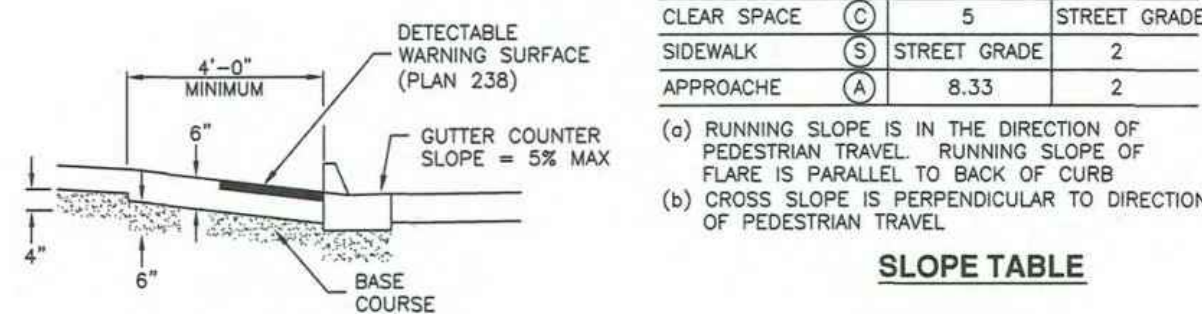 DETECTABLE
WARNING SURFACE
(PLAN 238)
4'-0"
MINIMUM
6"
GUTTER COUNTER
SLOPE = 5% MAX
4"
6"
BASE
COURSE
CLEAR SPACE C 5 STREET GRADE
SIDEWALK S STREET GRADE 2
APPROACHE A 8.33 2
(a) RUNNING SLOPE IS IN THE DIRECTION OF
PEDESTRIAN TRAVEL. RUNNING SLOPE OF
FLARE IS PARALLEL TO BACK OF CURB
(b) CROSS SLOPE IS PERPENDICULAR TO DIRECTION
OF PEDESTRIAN TRAVEL
SLOPE TABLE